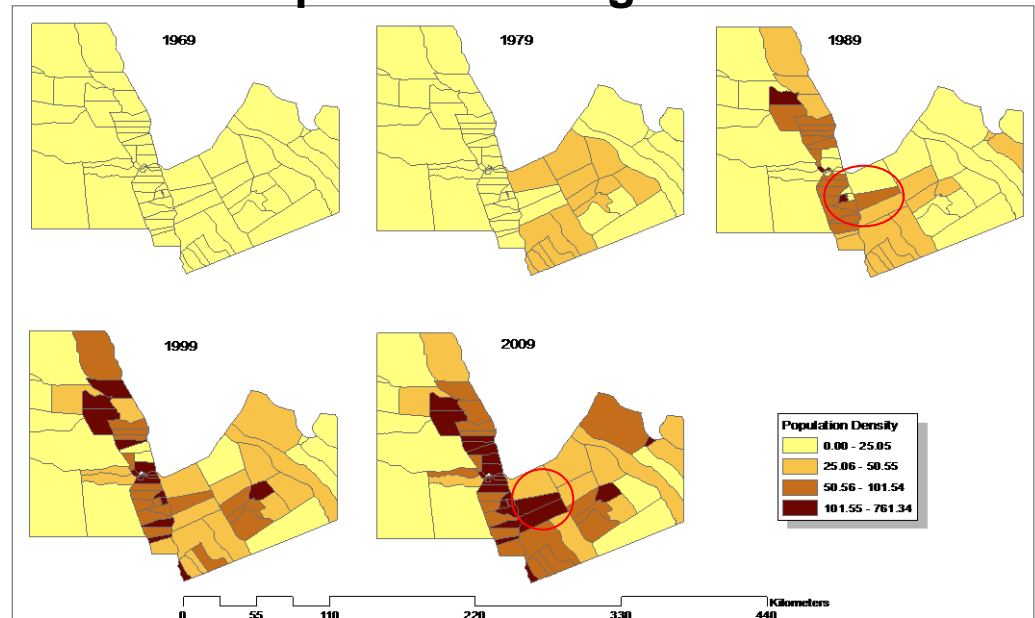 1969
1979
1989
1999
2009
Population Density
0.00 - 25.05
25.06 - 50.55
50.56 - 101.54
101.55 - 761.34
Kilometers
0 55 110 220 330 440